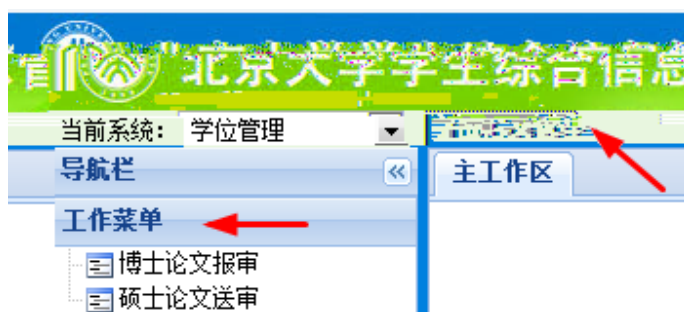 北京大学学生综合信息
当前系统： 学位管理
导航栏
主工作区
工作菜单
博士论文报审
硕士论文送审